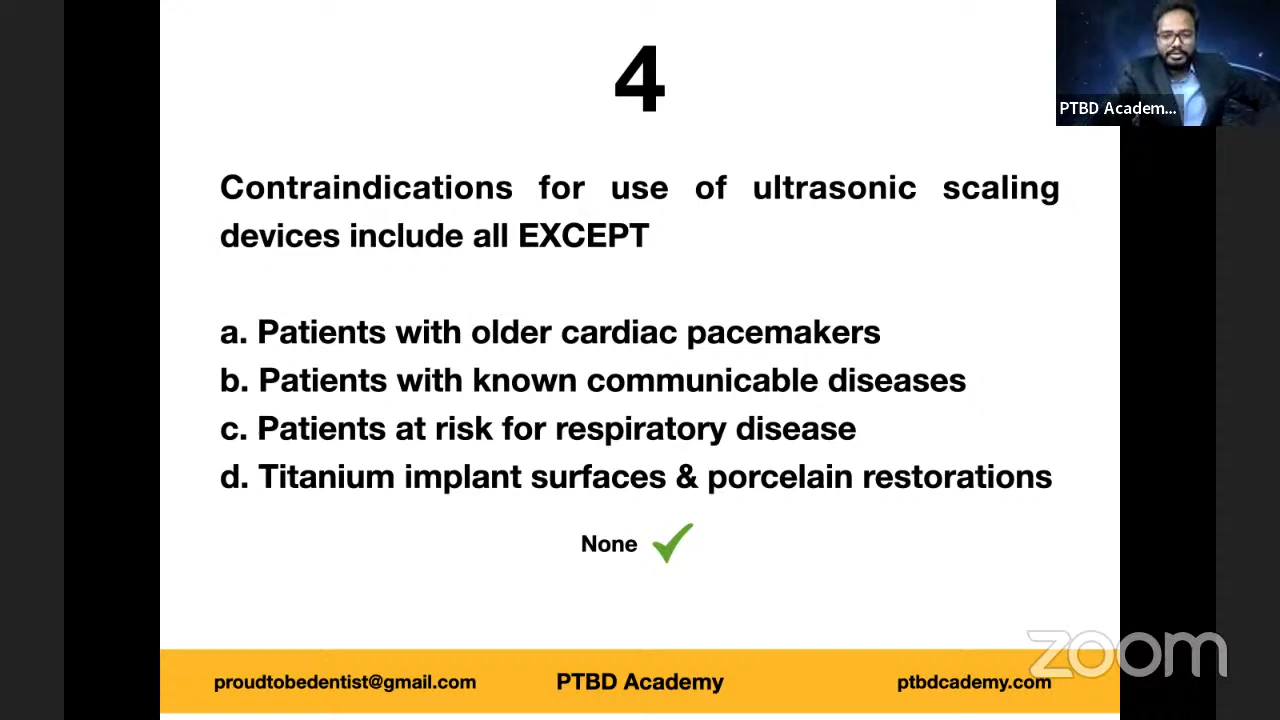 4
PTBD Academ...
Contraindications for use of ultrasonic scaling
devices include all EXCEPT
a. Patients with older cardiac pacemakers
b. Patients with known communicable diseases
c. Patients at risk for respiratory disease
d. Titanium implant surfaces & porcelain restorations
None
zoom
proudtobedentist@gmail.com
PTBD Academy
ptbdcademy.com